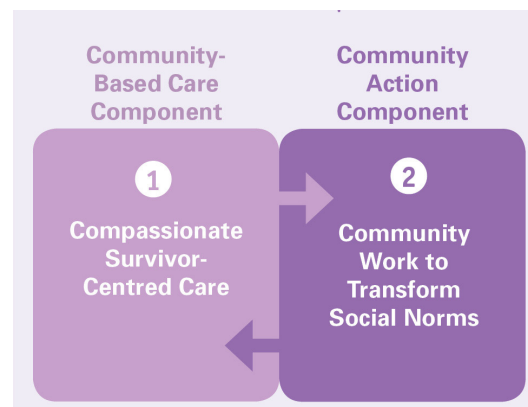 Community-
Based Care
Component
Community
Action
Component
1
Compassionate
Survivor-
Centred Care
2
Community
Work to
Transform
Social Norms